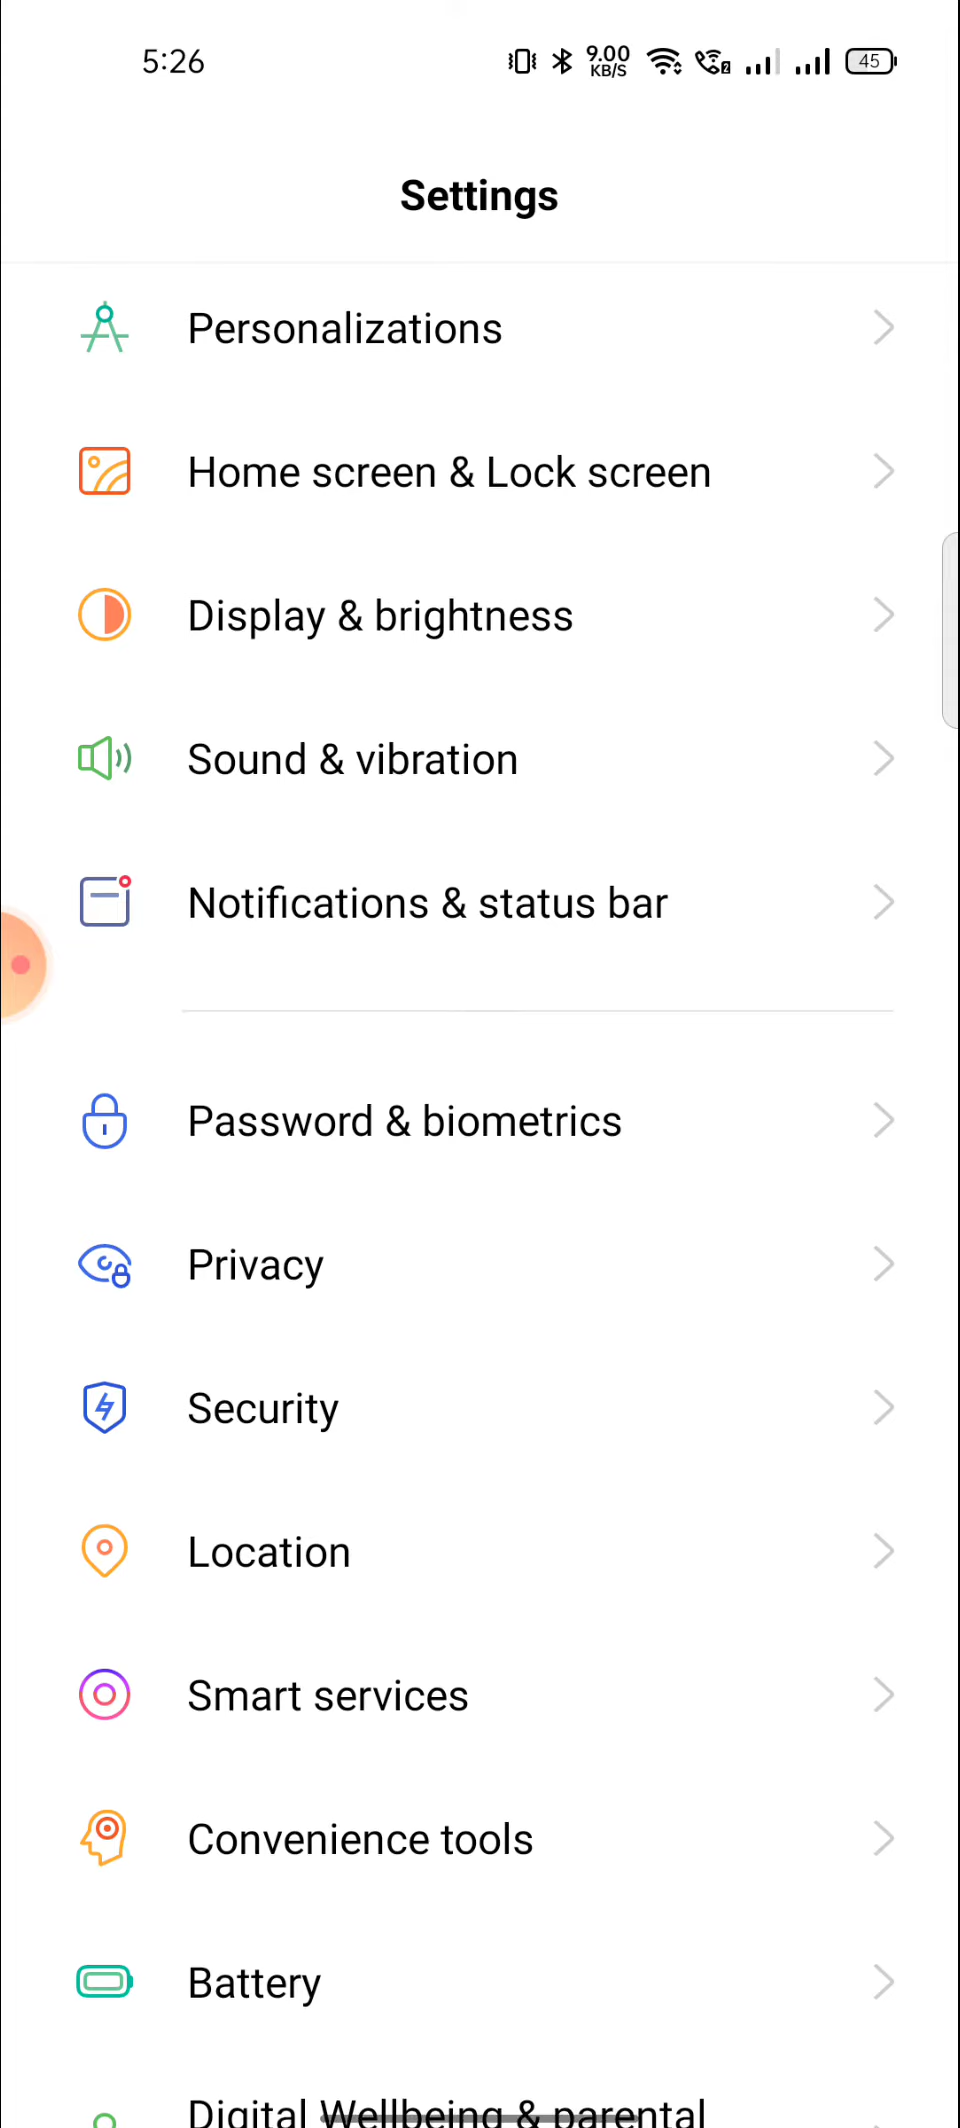 5:26 9.00 KB/S 2 45
Settings
Personalizations
Home screen & Lock screen
Display & brightness
Sound & vibration
Notifications & status bar
Password & biometrics
Privacy
Security
Location
Smart services
Convenience tools
Battery
Digital Wellbeing & parental